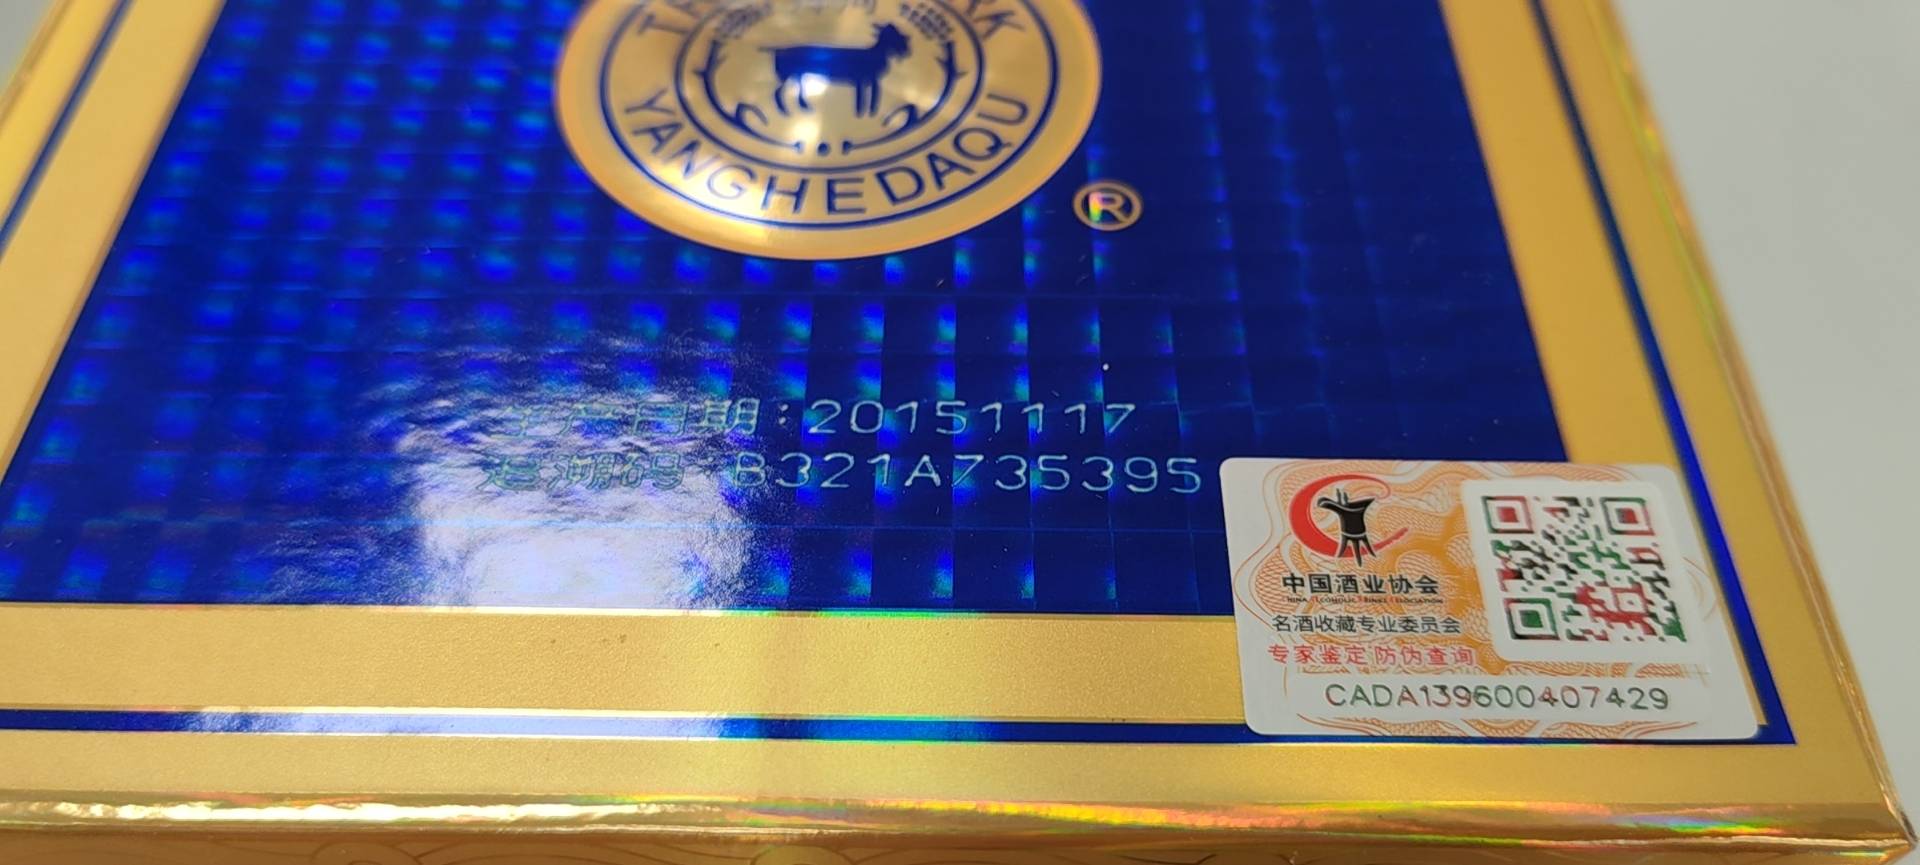 YANGHEDAQU
®
生产日期:20151117
追溯码 B321A735395
中国酒业协会
名酒收藏专业委员会
专家鉴定 防伪查询
CADA139600407429